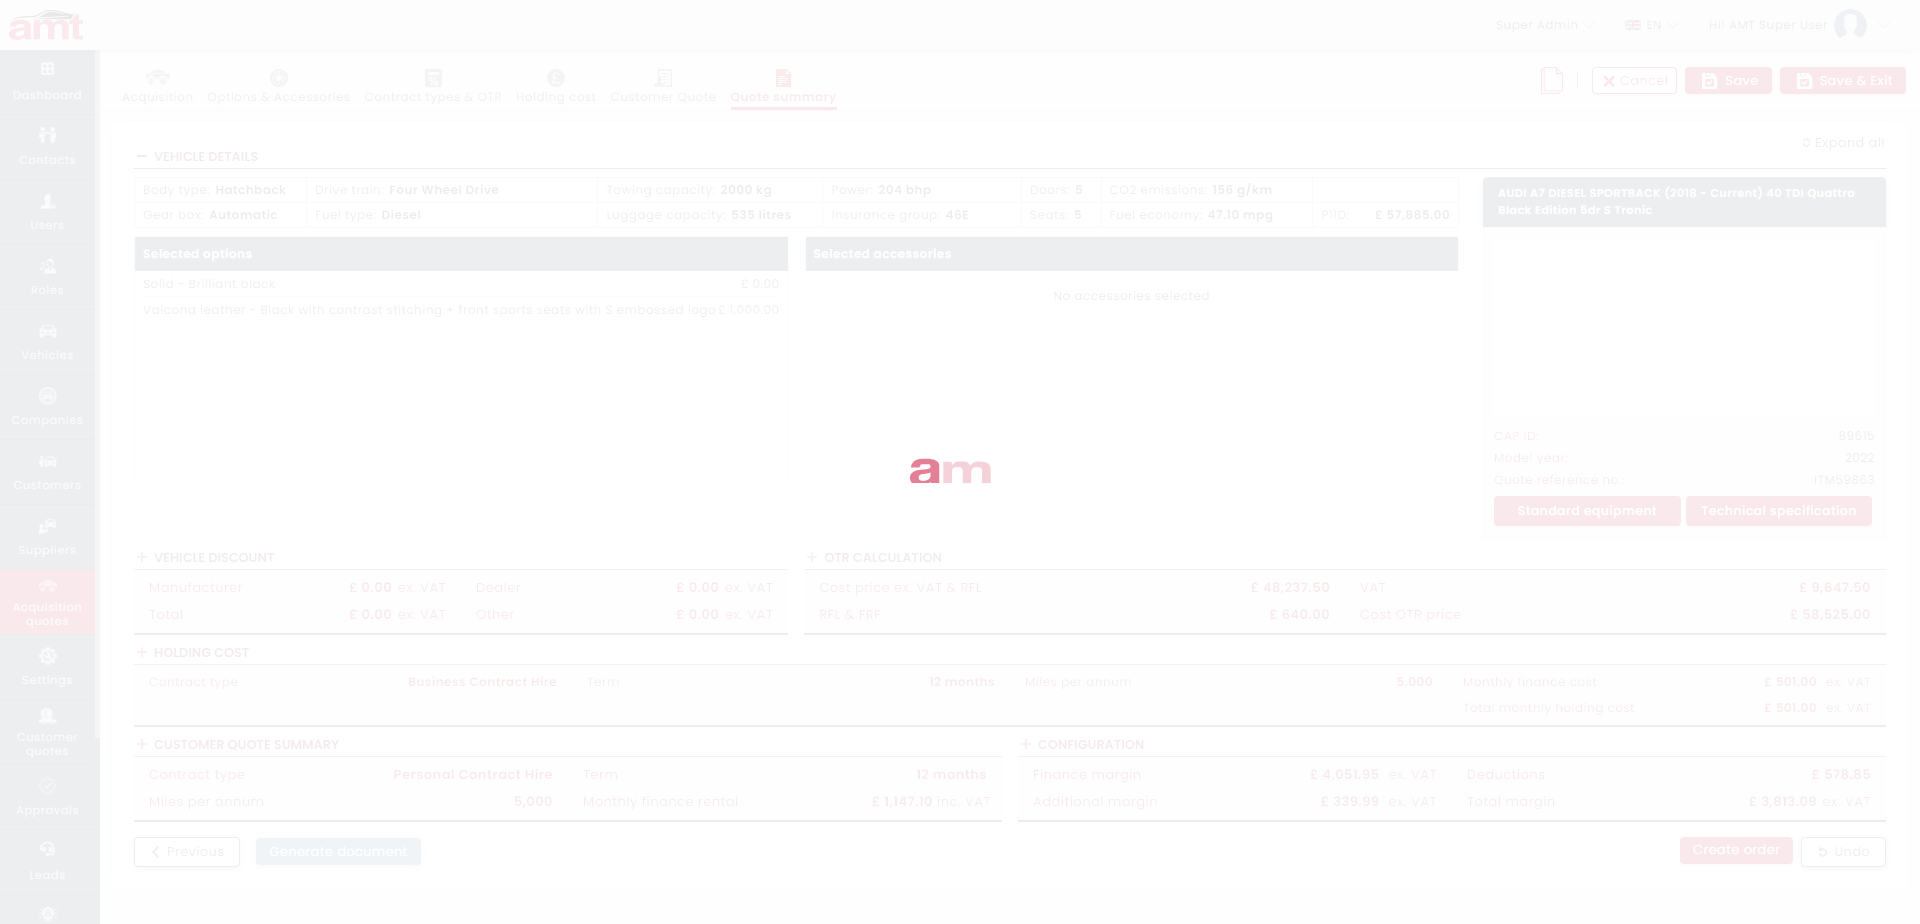 amt
Super Admin
EN
Hi! AMT Super User
Dashboard
Contacts
Users
Roles
Vehicles
Companies
Customers
Suppliers
Acquisition
quotes
Settings
Customer
quotes
Approvals
Leads
Acquisition
Options & Accessories
Contract types & OTR
Holding cost
Customer Quote
Quote summary
Cancel
Save
Save & Exit
Expand all
VEHICLE DETAILS
Body type: Hatchback
Drive train: Four Wheel Drive
Towing capacity: 2000 kg
Power: 204 bhp
Doors: 5
CO2 emissions: 156 g/km
Gear box: Automatic
Fuel type: Diesel
Luggage capacity: 535 litres
Insurance group: 46E
Seats: 5
Fuel economy: 47.10 mpg
P11D: £ 57,885.00
AUDI A7 DIESEL SPORTBACK (2018 - Current) 40 TDI Quattro
Black Edition 5dr S Tronic
Selected options
Solid - Brilliant black £ 0.00
Valcona leather - Black with contrast stitching + front sports seats with S embossed logo £ 1,000.00
Selected accessories
No accessories selected
am
CAP ID: 89615
Model year: 2022
Quote reference no.: ITM59863
Standard equipment
Technical specification
VEHICLE DISCOUNT
Manufacturer £ 0.00 ex. VAT Dealer £ 0.00 ex. VAT
Total £ 0.00 ex. VAT Other £ 0.00 ex. VAT
OTR CALCULATION
Cost price ex. VAT & RFL £ 48,237.50 VAT £ 9,647.50
RFL & FRF £ 640.00 Cost OTR price £ 58,525.00
HOLDING COST
Contract type Business Contract Hire Term 12 months Miles per annum 5,000 Monthly finance cost £ 501.00 ex. VAT
Total monthly holding cost £ 501.00 ex. VAT
CUSTOMER QUOTE SUMMARY
Contract type Personal Contract Hire Term 12 months
Miles per annum 5,000 Monthly finance rental £ 1,147.10 inc. VAT
CONFIGURATION
Finance margin £ 4,051.95 ex. VAT Deductions £ 578.85
Additional margin £ 339.99 ex. VAT Total margin £ 3,813.09 ex. VAT
Previous
Generate document
Create order
Undo